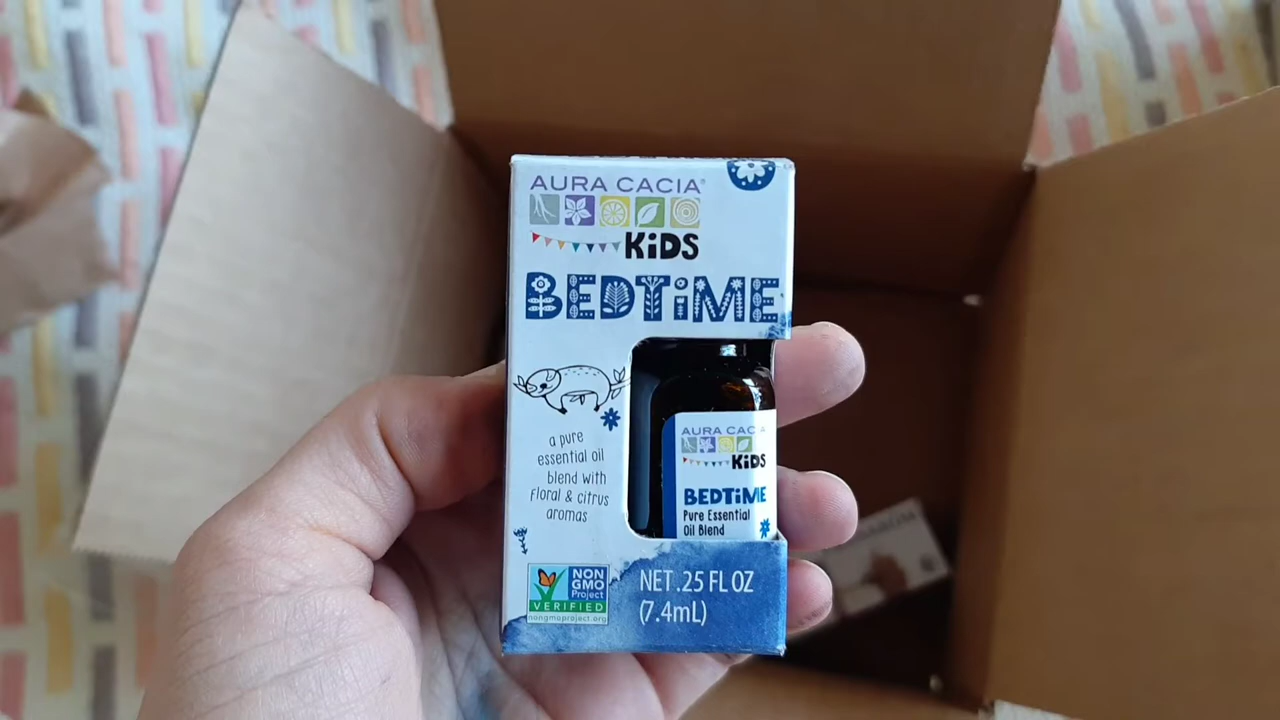 AURA CACIA®
KiDS
BEDTiME
a pure
essential oil
blend with
floral & citrus
aromas
AURA CACIA
KiDS
BEDTiME
Pure Essential
Oil Blend
NON
GMO
Project
VERIFIED
nongmoproject.org
NET .25 FL OZ
(7.4mL)